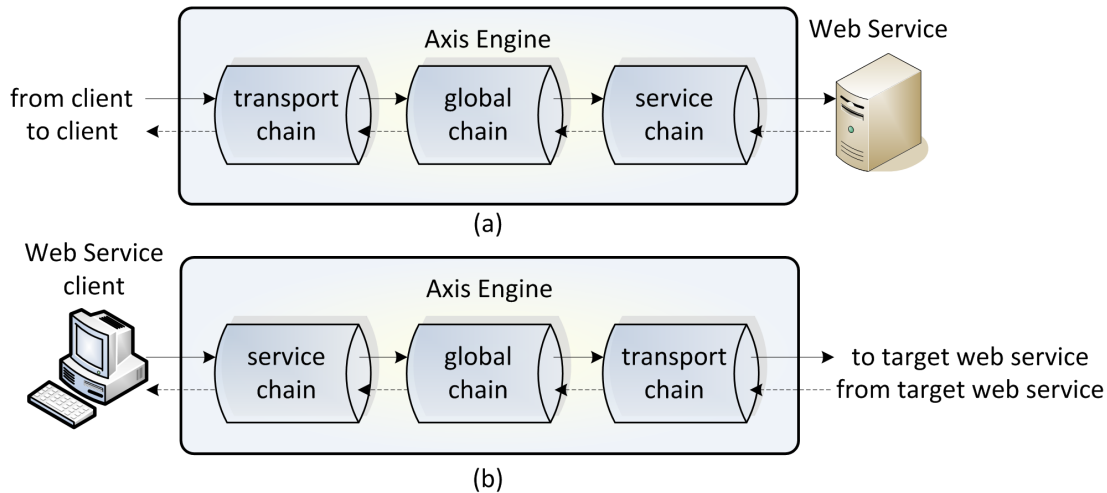 Axis Engine
Web Service
from client
to client
transport
chain
global
chain
service
chain
(a)
Web Service
client
Axis Engine
service
chain
global
chain
transport
chain
to target web service
from target web service
(b)